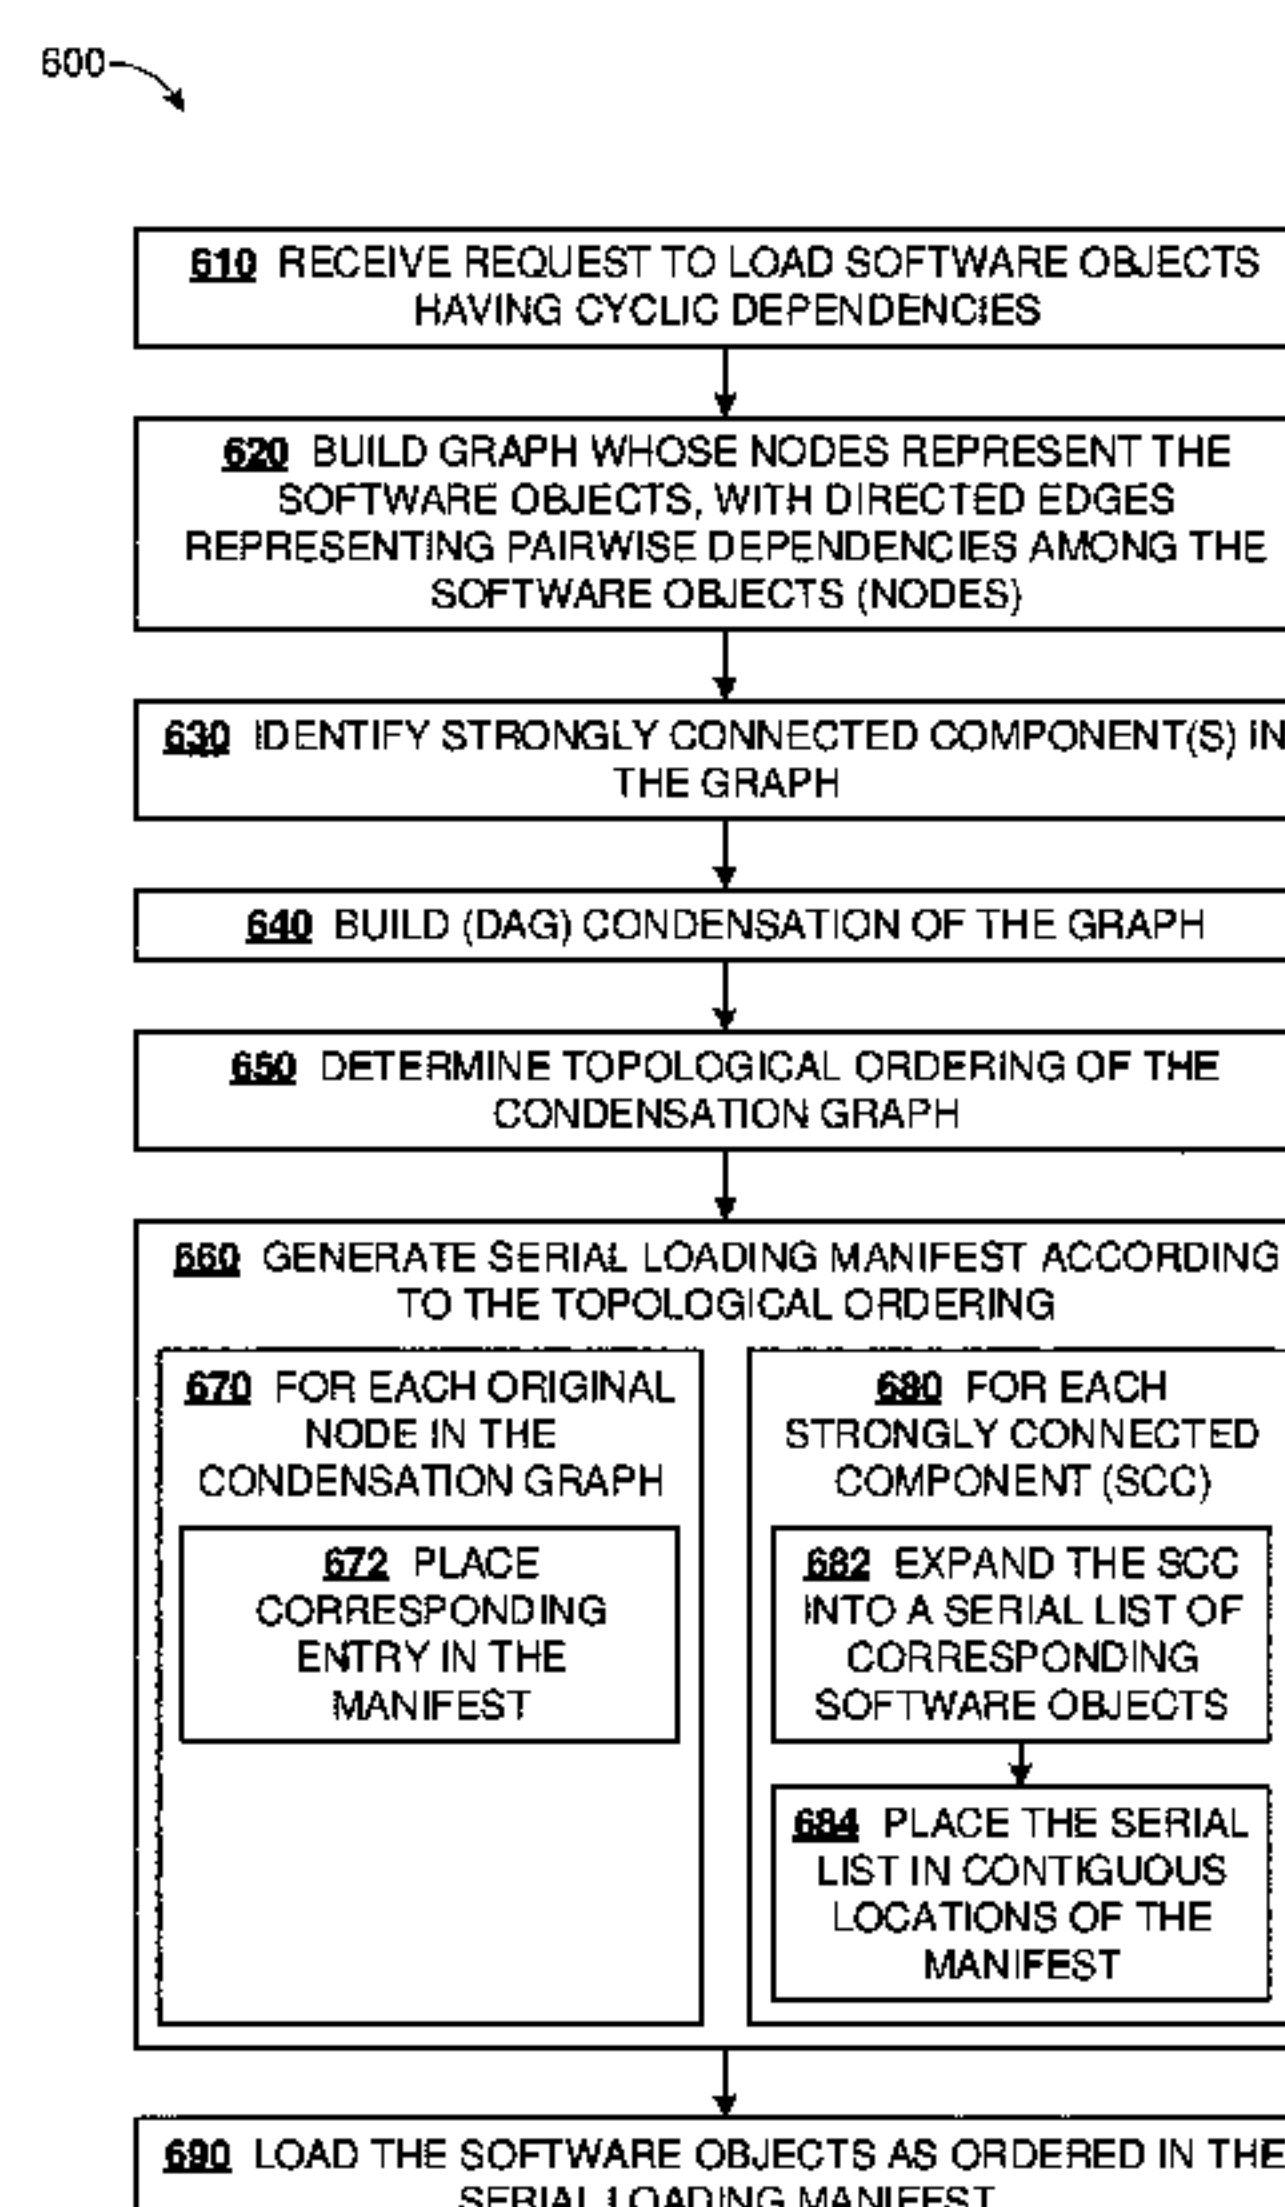 600
610 RECEIVE REQUEST TO LOAD SOFTWARE OBJECTS
HAVING CYCLIC DEPENDENCIES
620 BUILD GRAPH WHOSE NODES REPRESENT THE
SOFTWARE OBJECTS, WITH DIRECTED EDGES
REPRESENTING PAIRWISE DEPENDENCIES AMONG THE
SOFTWARE OBJECTS (NODES)
630 IDENTIFY STRONGLY CONNECTED COMPONENT(S) IN
THE GRAPH
640 BUILD (DAG) CONDENSATION OF THE GRAPH
650 DETERMINE TOPOLOGICAL ORDERING OF THE
CONDENSATION GRAPH
660 GENERATE SERIAL LOADING MANIFEST ACCORDING
TO THE TOPOLOGICAL ORDERING
670 FOR EACH ORIGINAL
NODE IN THE
CONDENSATION GRAPH
672 PLACE
CORRESPONDING
ENTRY IN THE
MANIFEST
680 FOR EACH
STRONGLY CONNECTED
COMPONENT (SCC)
682 EXPAND THE SCC
INTO A SERIAL LIST OF
CORRESPONDING
SOFTWARE OBJECTS
684 PLACE THE SERIAL
LIST IN CONTIGUOUS
LOCATIONS OF THE
MANIFEST
690 LOAD THE SOFTWARE OBJECTS AS ORDERED IN THE
SERIAL LOADING MANIFEST